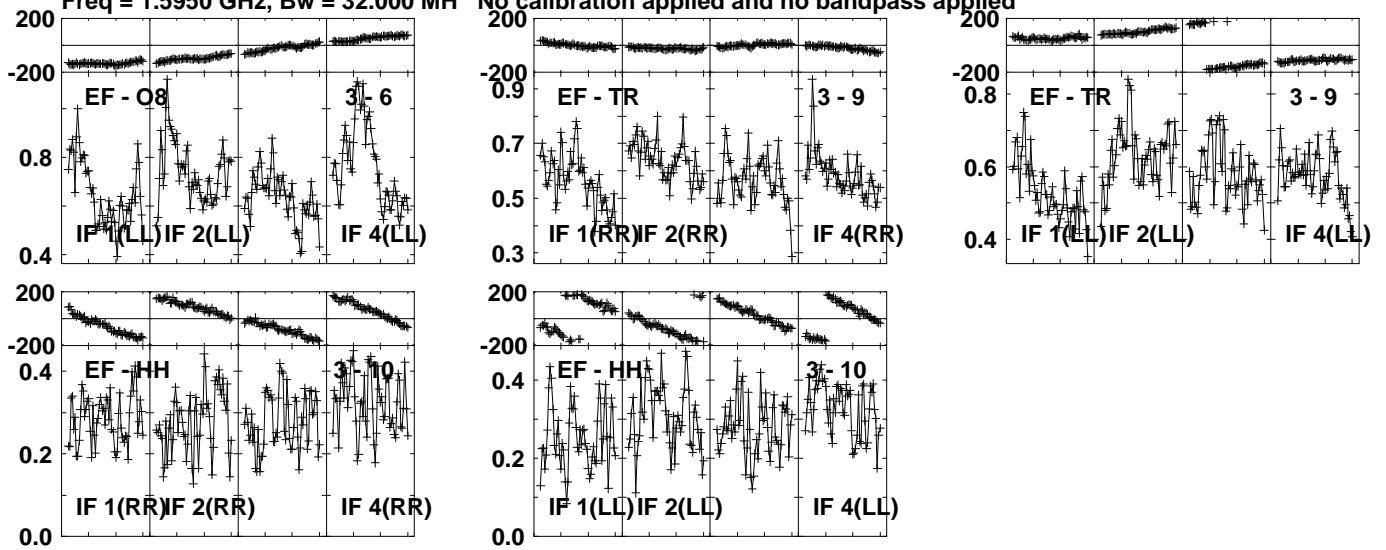 Freq = 1.5950 GHz, Bw = 32.000 MH No calibration applied and no bandpass applied
200
-200
EF - O8 3 - 6
0.8
0.4
IF 1(LL) IF 2(LL) IF 4(LL)
EF - TR 3 - 9
0.9
0.7
0.5
0.3
IF 1(RR) IF 2(RR) IF 4(RR)
200
-200
EF - TR 3 - 9
0.8
0.6
0.4
IF 1(LL) IF 2(LL) IF 4(LL)
200
-200
EF - HH 3 - 10
0.4
0.2
0.0
IF 1(RR) IF 2(RR) IF 4(RR)
EF - HH 3 - 10
0.4
0.2
0.0
IF 1(LL) IF 2(LL) IF 4(LL)
200
-200